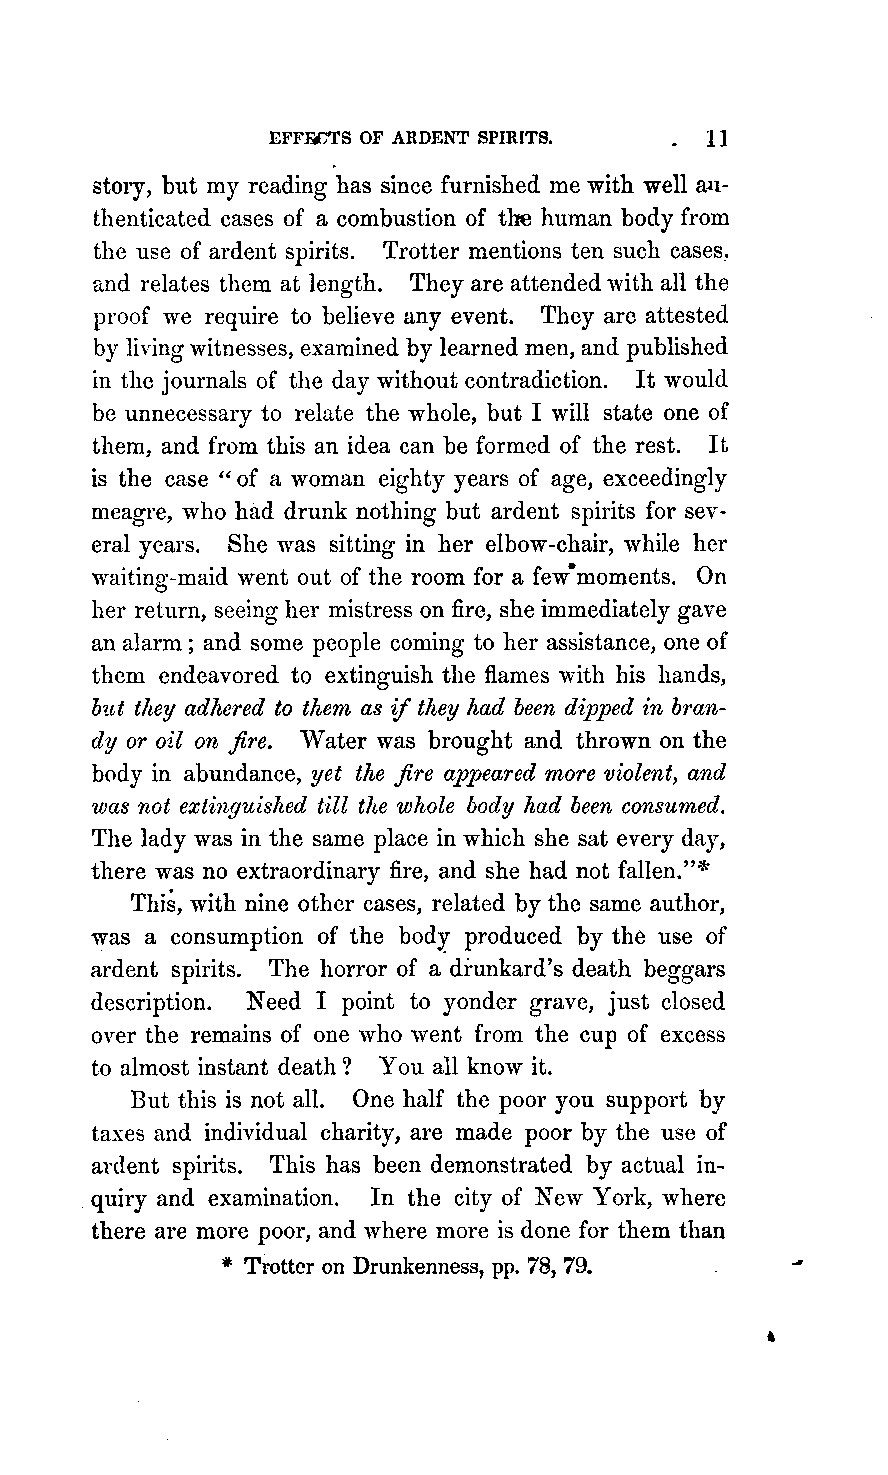 EFFECTS OF ARDENT SPIRITS. 11
story, but my reading has since furnished me with well au-
thenticated cases of a combustion of the human body from
the use of ardent spirits. Trotter mentions ten such cases,
and relates them at length. They are attended with all the
proof we require to believe any event. They are attested
by living witnesses, examined by learned men, and published
in the journals of the day without contradiction. It would
be unnecessary to relate the whole, but I will state one of
them, and from this an idea can be formed of the rest. It
is the case "of a woman eighty years of age, exceedingly
meagre, who had drunk nothing but ardent spirits for sev-
eral years. She was sitting in her elbow-chair, while her
waiting-maid went out of the room for a few moments. On
her return, seeing her mistress on fire, she immediately gave
an alarm; and some people coming to her assistance, one of
them endeavored to extinguish the flames with his hands,
but they adhered to them as if they had been dipped in bran-
dy or oil on fire. Water was brought and thrown on the
body in abundance, yet the fire appeared more violent, and
was not extinguished till the whole body had been consumed.
The lady was in the same place in which she sat every day,
there was no extraordinary fire, and she had not fallen."*
This, with nine other cases, related by the same author,
was a consumption of the body produced by the use of
ardent spirits. The horror of a drunkard's death beggars
description. Need I point to yonder grave, just closed
over the remains of one who went from the cup of excess
to almost instant death? You all know it.
But this is not all. One half the poor you support by
taxes and individual charity, are made poor by the use of
ardent spirits. This has been demonstrated by actual in-
quiry and examination. In the city of New York, where
there are more poor, and where more is done for them than
* Trotter on Drunkenness, pp. 78, 79.